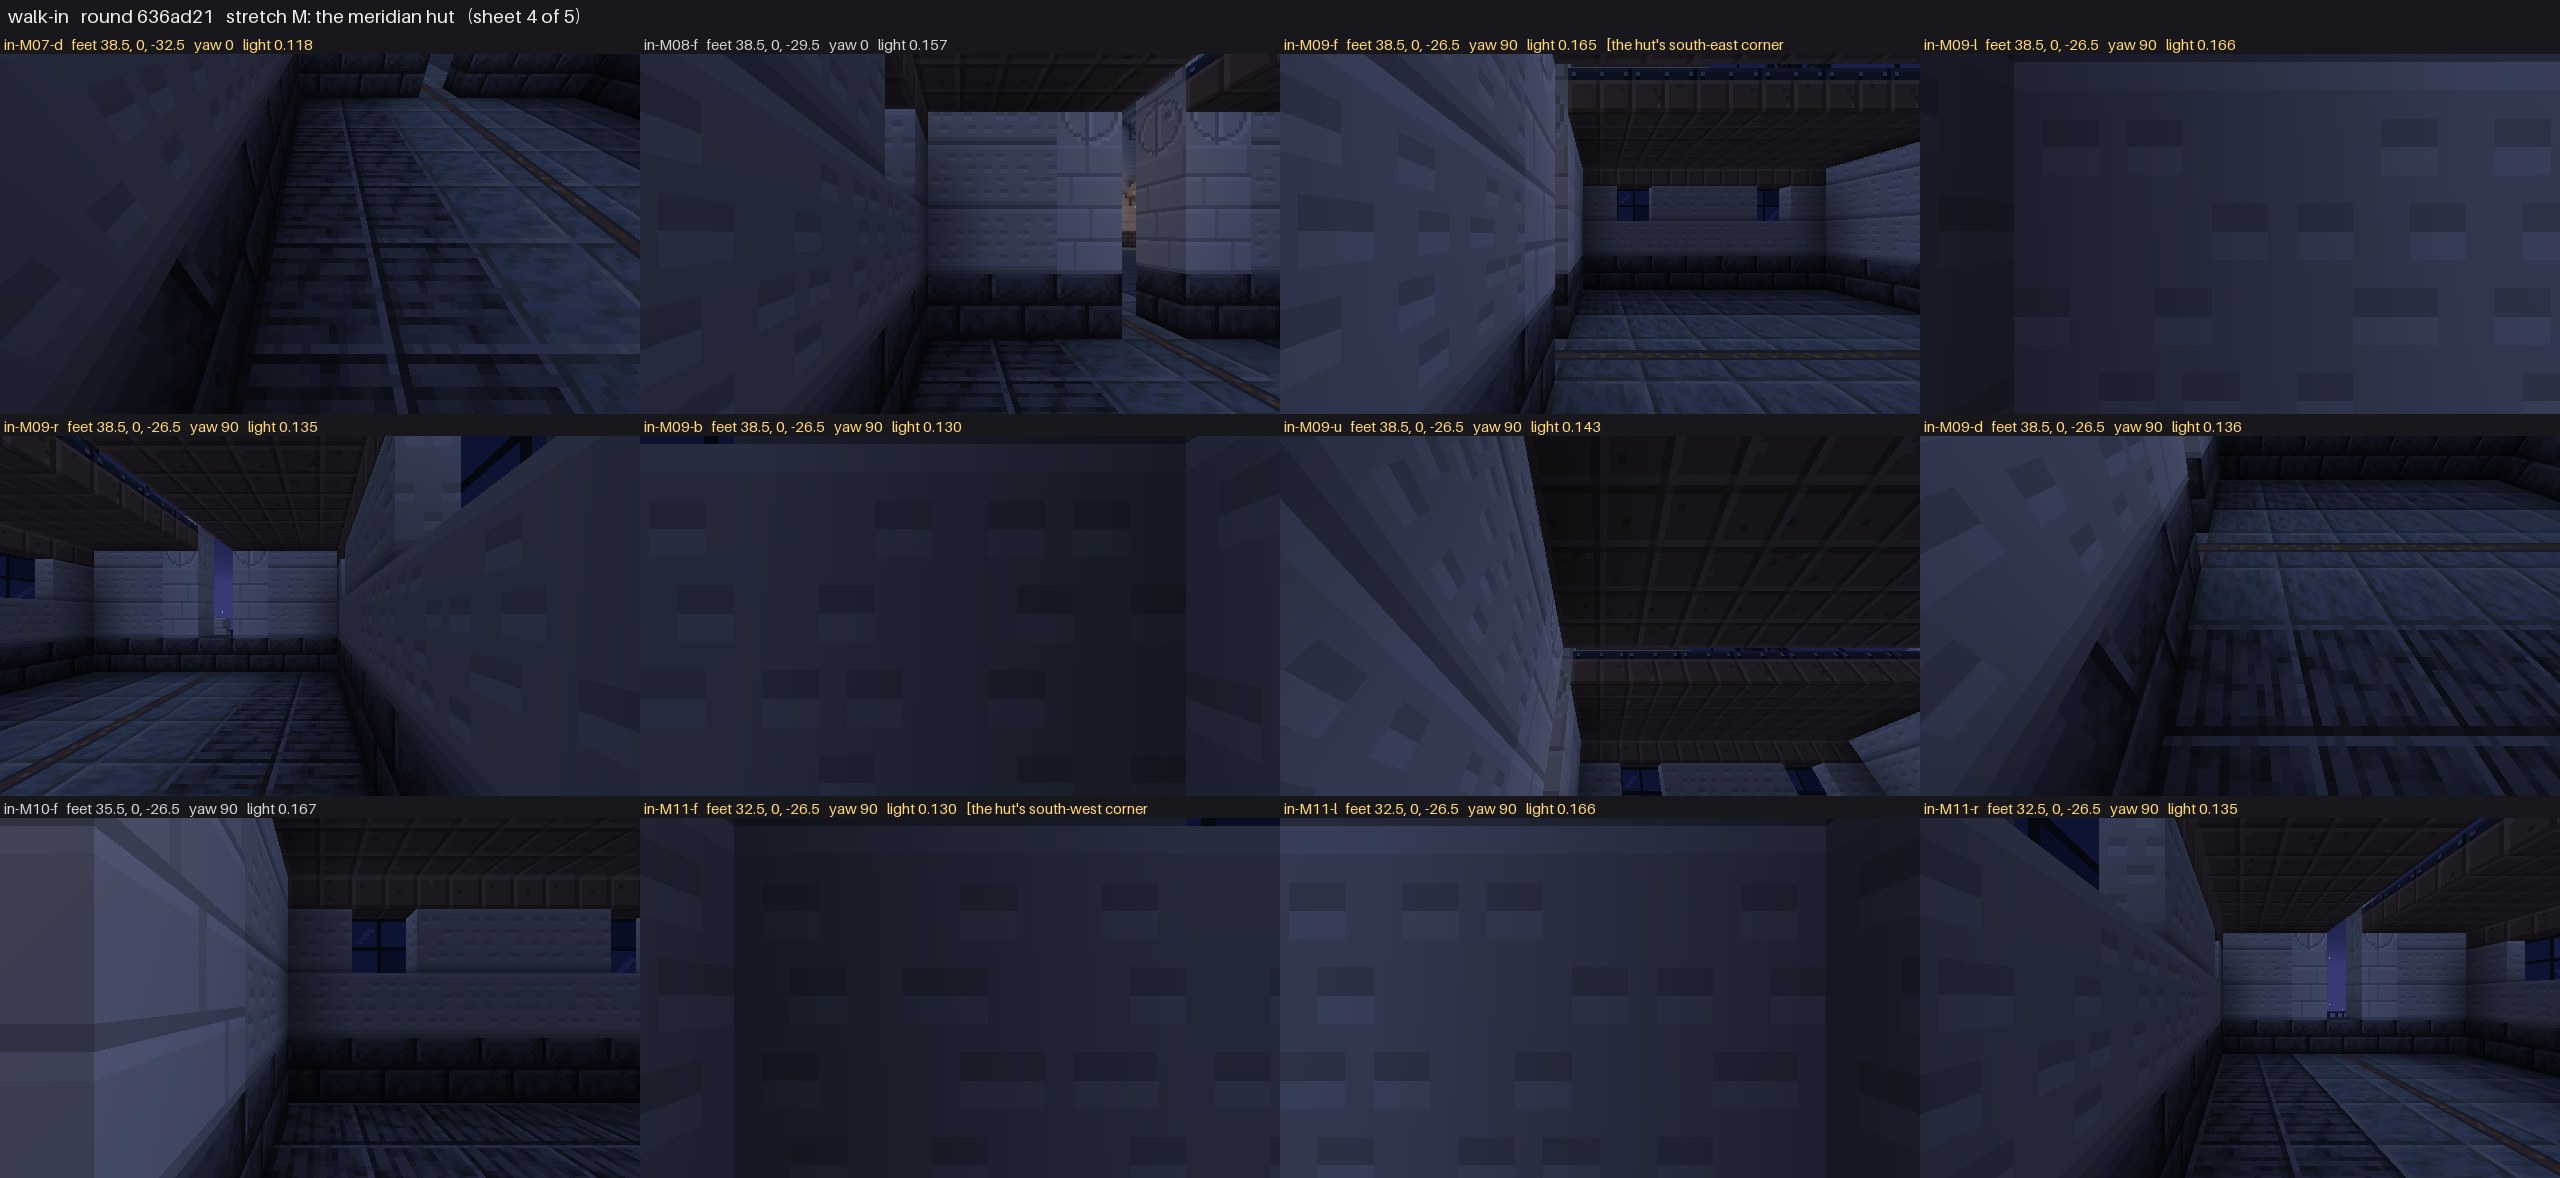 walk-in round 636ad21 stretch M: the meridian hut (sheet 4 of 5)
in-M07-d feet 38.5, 0, -32.5 yaw 0 light 0.118
in-M08-f feet 38.5, 0, -29.5 yaw 0 light 0.157
in-M09-f feet 38.5, 0, -26.5 yaw 90 light 0.165 [the hut's south-east corner
in-M09-l feet 38.5, 0, -26.5 yaw 90 light 0.166
in-M09-r feet 38.5, 0, -26.5 yaw 90 light 0.135
in-M09-b feet 38.5, 0, -26.5 yaw 90 light 0.130
in-M09-u feet 38.5, 0, -26.5 yaw 90 light 0.143
in-M09-d feet 38.5, 0, -26.5 yaw 90 light 0.136
in-M10-f feet 35.5, 0, -26.5 yaw 90 light 0.167
in-M11-f feet 32.5, 0, -26.5 yaw 90 light 0.130 [the hut's south-west corner
in-M11-l feet 32.5, 0, -26.5 yaw 90 light 0.166
in-M11-r feet 32.5, 0, -26.5 yaw 90 light 0.135